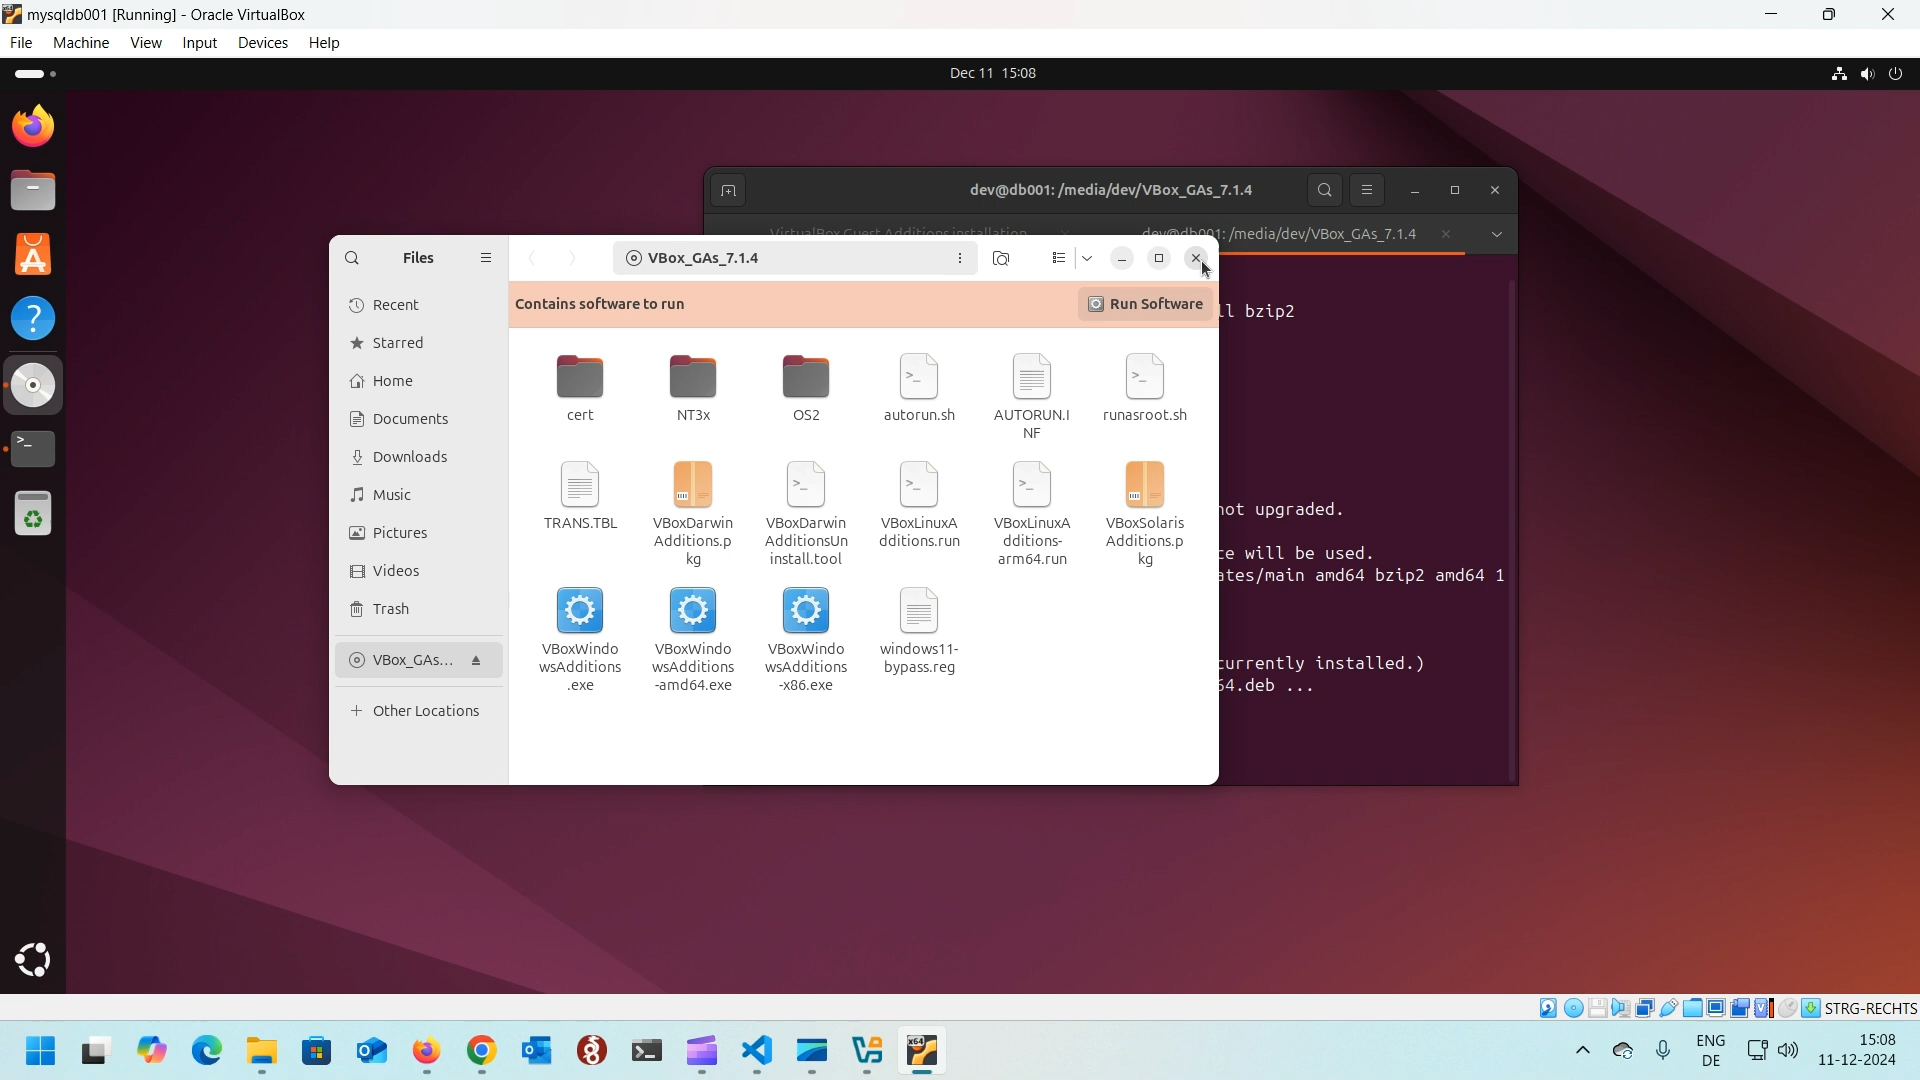 mysqldb001 [Running] - Oracle VirtualBox
File Machine View Input Devices Help
Dec 11 15:08
dev@db001: /media/dev/VBox_GAs_7.1.4
VirtualBox Guest Additions installation
dev@db001: /media/dev/VBox_GAs_7.1.4
Files
VBox_GAs_7.1.4
Contains software to run
Run Software
Recent
Starred
Home
Documents
Downloads
Music
Pictures
Videos
Trash
VBox_GAs...
Other Locations
cert
NT3x
OS2
autorun.sh
AUTORUN.I
NF
runasroot.sh
TRANS.TBL
VBoxDarwin
Additions.p
kg
VBoxDarwin
AdditionsUn
install.tool
VBoxLinuxA
dditions.run
VBoxLinuxA
dditions-
arm64.run
VBoxSolaris
Additions.p
kg
VBoxWindo
wsAdditions
.exe
VBoxWindo
wsAdditions
-amd64.exe
VBoxWindo
wsAdditions
-x86.exe
windows11-
bypass.reg
ll bzip2
not upgraded.
ce will be used.
ates/main amd64 bzip2 amd64 1
currently installed.)
64.deb ...
STRG-RECHTS
ENG
DE
15:08
11-12-2024